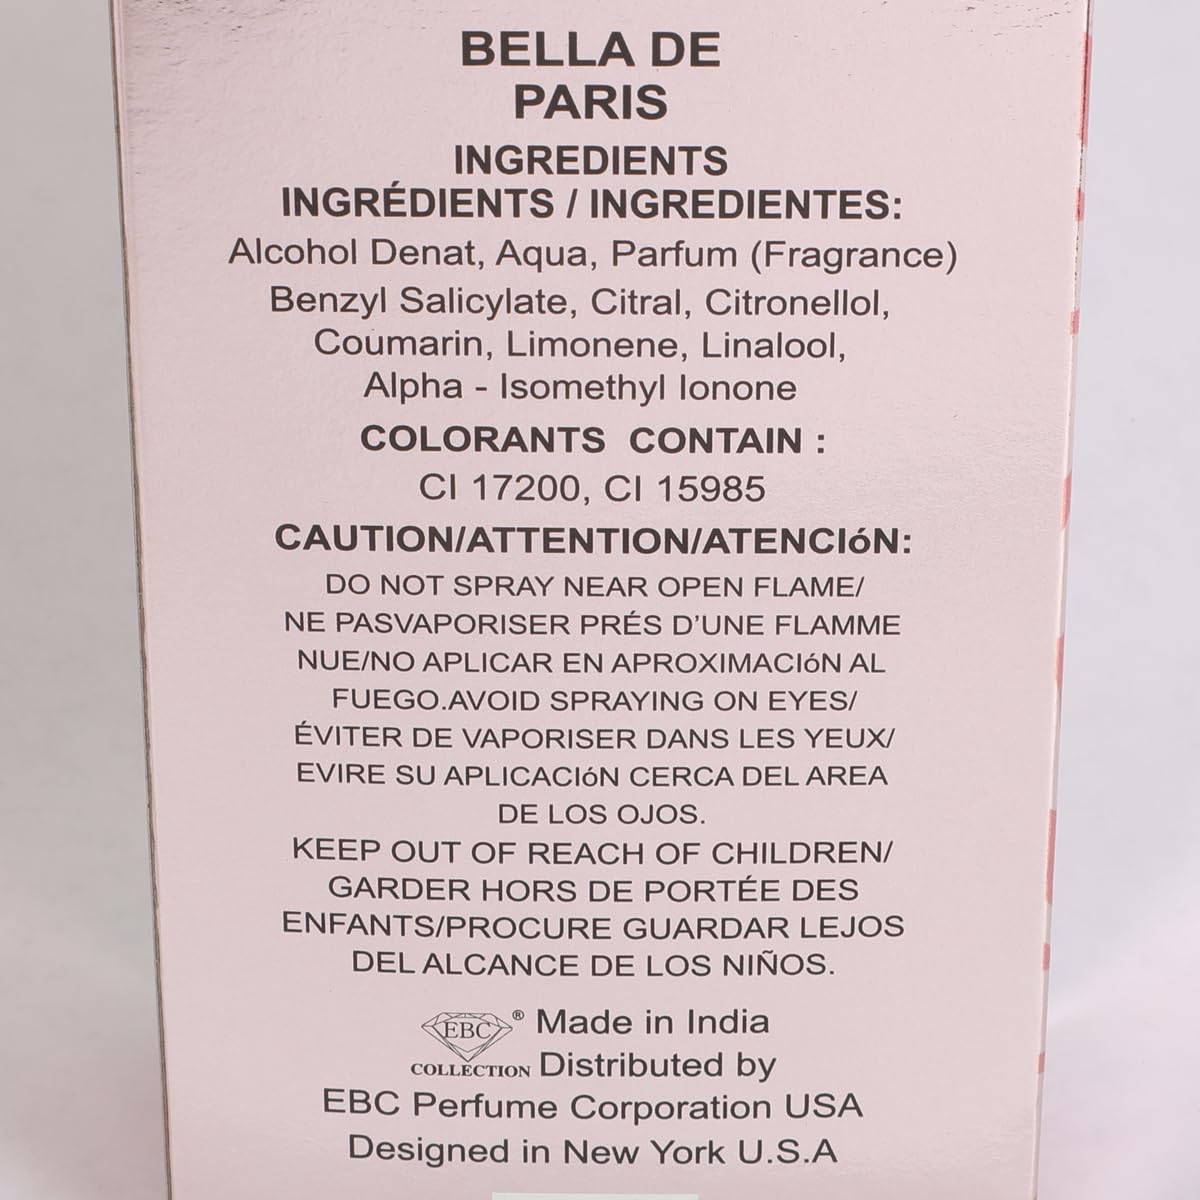 BELLA DE
PARIS
INGREDIENTS
INGRÉDIENTS / INGREDIENTES:
Alcohol Denat, Aqua, Parfum (Fragrance)
Benzyl Salicylate, Citral, Citronellol,
Coumarin, Limonene, Linalool,
Alpha - Isomethyl Ionone
COLORANTS CONTAIN :
CI 17200, CI 15985
CAUTION/ATTENTION/ATENCIóN:
DO NOT SPRAY NEAR OPEN FLAME/
NE PASVAPORISER PRÉS D'UNE FLAMME
NUE/NO APLICAR EN APROXIMACIóN AL
FUEGO.AVOID SPRAYING ON EYES/
ÉVITER DE VAPORISER DANS LES YEUX/
EVIRE SU APLICACIóN CERCA DEL AREA
DE LOS OJOS.
KEEP OUT OF REACH OF CHILDREN/
GARDER HORS DE PORTÉE DES
ENFANTS/PROCURE GUARDAR LEJOS
DEL ALCANCE DE LOS NIÑOS.
EBC® Made in India
COLLECTION Distributed by
EBC Perfume Corporation USA
Designed in New York U.S.A